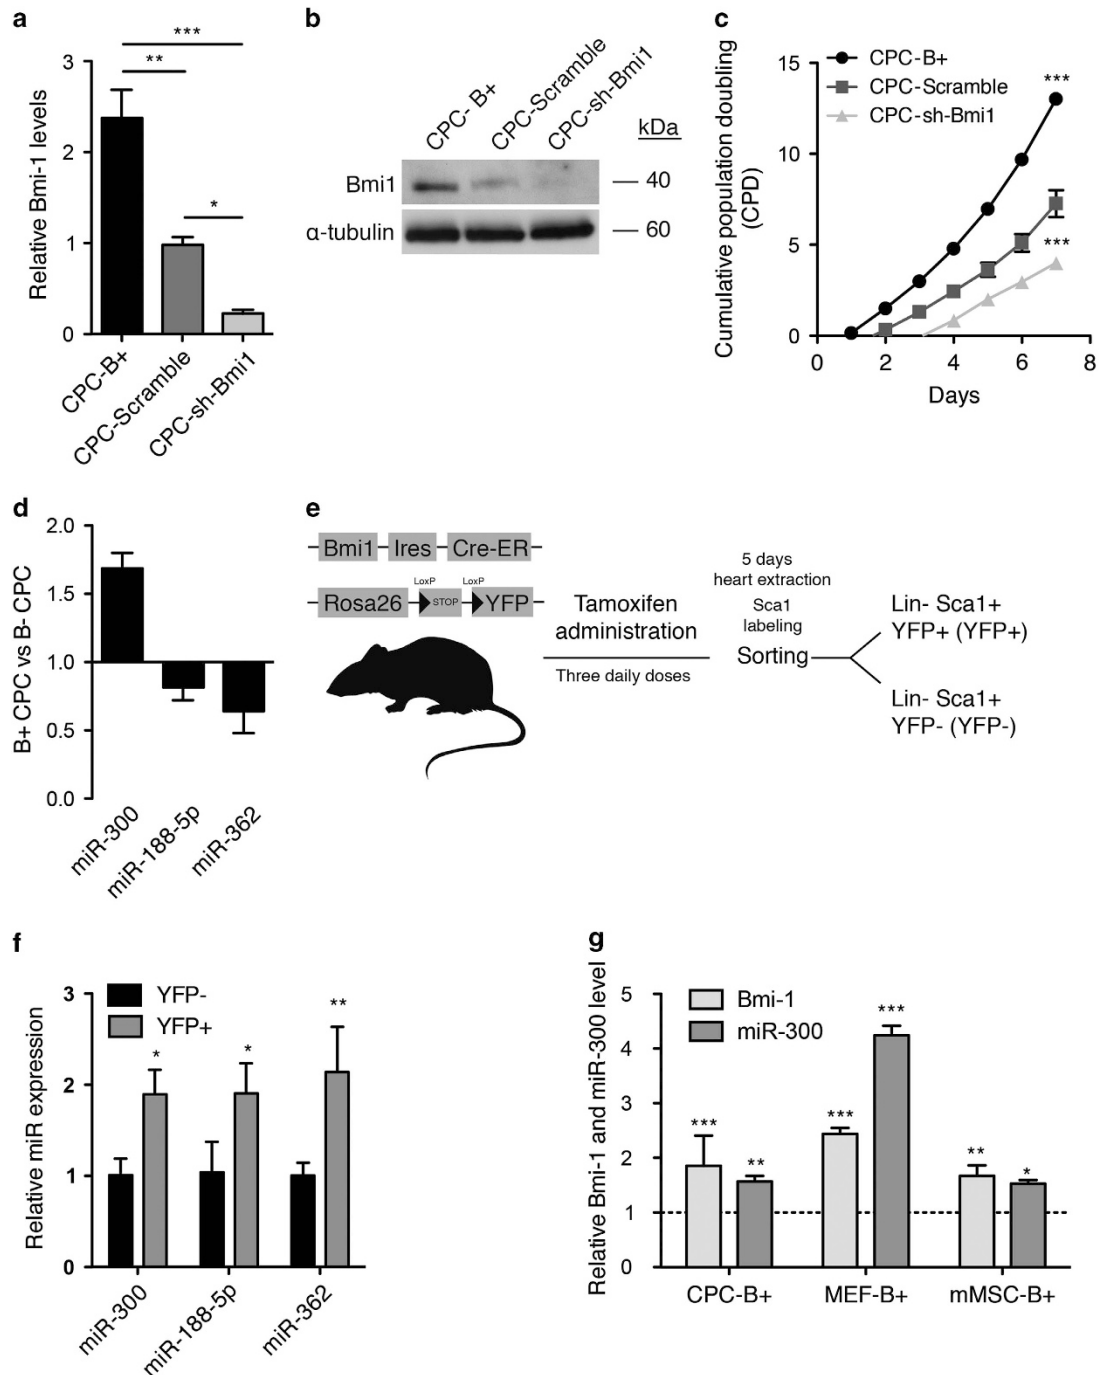 a
***
**
*
3
2
1
0
Relative Bmi-1 levels
CPC-B+
CPC-Scramble
CPC-sh-Bmi1
b
CPC- B+
CPC-Scramble
CPC-sh-Bmi1
kDa
Bmi1
40
α-tubulin
60
c
CPC-B+
CPC-Scramble
CPC-sh-Bmi1
***
***
15
10
5
0
Cumulative population doubling
(CPD)
0
2
4
6
8
Days
d
2.0
1.5
1.0
0.5
0.0
B+ CPC vs B- CPC
miR-300
miR-188-5p
miR-362
e
Bmi1
Ires
Cre-ER
LoxP
LoxP
Rosa26
STOP
YFP
Tamoxifen
administration
Three daily doses
5 days
heart extraction
Sca1
labeling
Sorting
Lin- Sca1+
YFP+ (YFP+)
Lin- Sca1+
YFP- (YFP-)
f
YFP-
YFP+
*
*
**
3
2
1
0
Relative miR expression
miR-300
miR-188-5p
miR-362
g
Bmi-1
miR-300
***
**
***
***
**
*
5
4
3
2
1
0
Relative Bmi-1 and miR-300 level
CPC-B+
MEF-B+
mMSC-B+